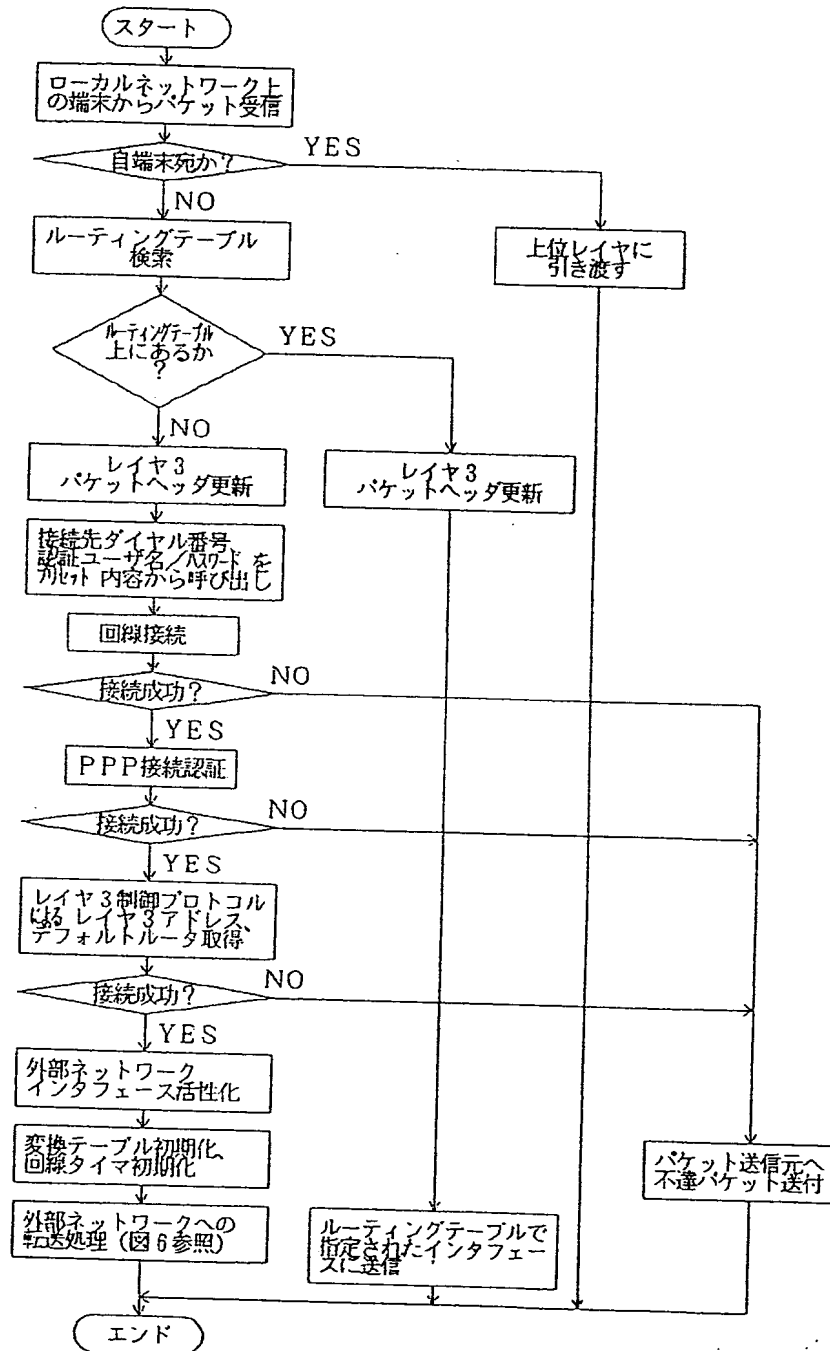 スタート
ローカルネットワーク上
の端末からパケット受信
自端末宛か?
YES
NO
ルーティングテーブル
検索
上位レイヤに
引き渡す
ルーティングテーブル
上にあるか
?
YES
NO
レイヤ3
パケットヘッダ更新
レイヤ3
パケットヘッダ更新
接続先ダイヤル番号
認証ユーザ名/パスワード を
プリセット 内容から呼び出し
回線接続
接続成功?
NO
YES
PPP接続認証
接続成功?
NO
YES
レイヤ3制御プロトコル
による レイヤ3アドレス、
デフォルトルータ取得、
接続成功?
NO
YES
外部ネットワーク
インタフェース活性化
変換テーブル初期化、
回線タイマ初期化
パケット送信元へ
不達パケット送付
外部ネットワークへの
転送処理(図6参照)
ルーティングテーブルで
指定されたインタフェー
スに送信
エンド